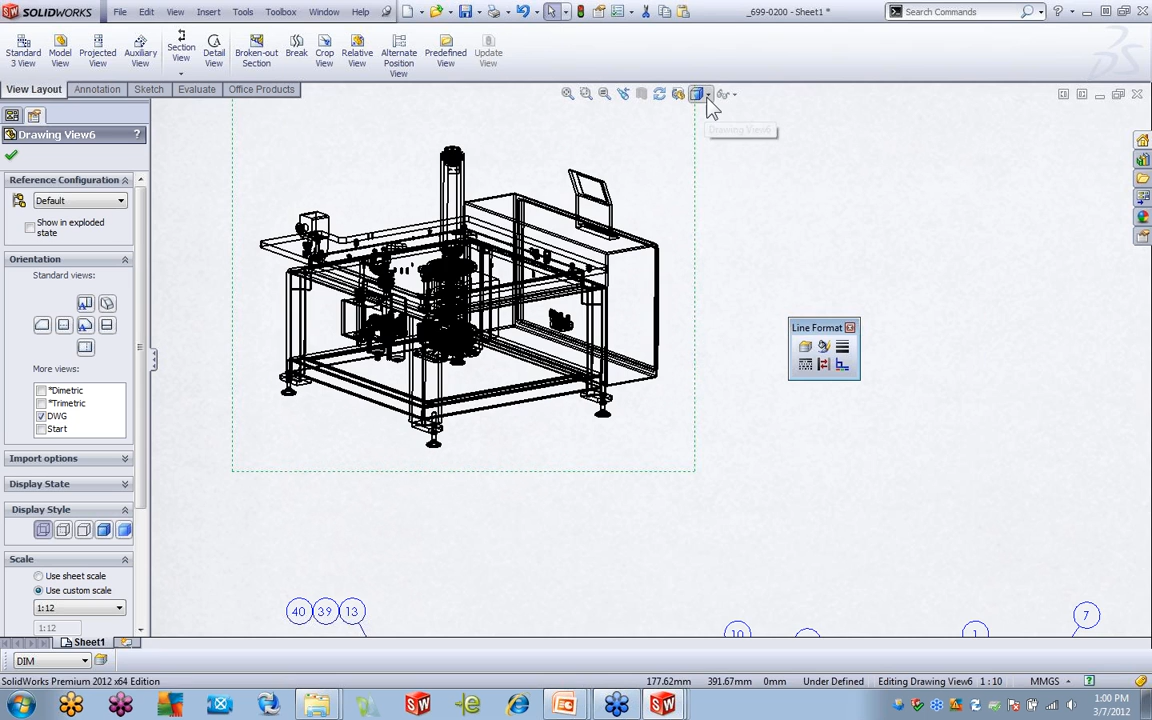 SOLIDWORKS File Edit View Insert Tools Toolbox Window Help _699-0200 - Sheet1 * Search Commands
Standard 3 View
Model View
Projected View
Auxiliary View
Section View
Detail View
Broken-out Section
Break
Crop View
Relative View
Alternate Position View
Predefined View
Update View
View Layout Annotation Sketch Evaluate Office Products
Drawing View6 ?
Drawing View6
Reference Configuration
Default
Show in exploded
state
Orientation
Standard views:
More views:
*Dimetric
*Trimetric
DWG
Start
Import options
Display State
Display Style
Scale
Use sheet scale
Use custom scale
1:12
1:12
Line Format
40 39 13
10
1
7
Sheet1
DIM
SolidWorks Premium 2012 x64 Edition 177.62mm 391.67mm 0mm Under Defined Editing Drawing View6 1 : 10 MMGS ?
1:00 PM
3/7/2012